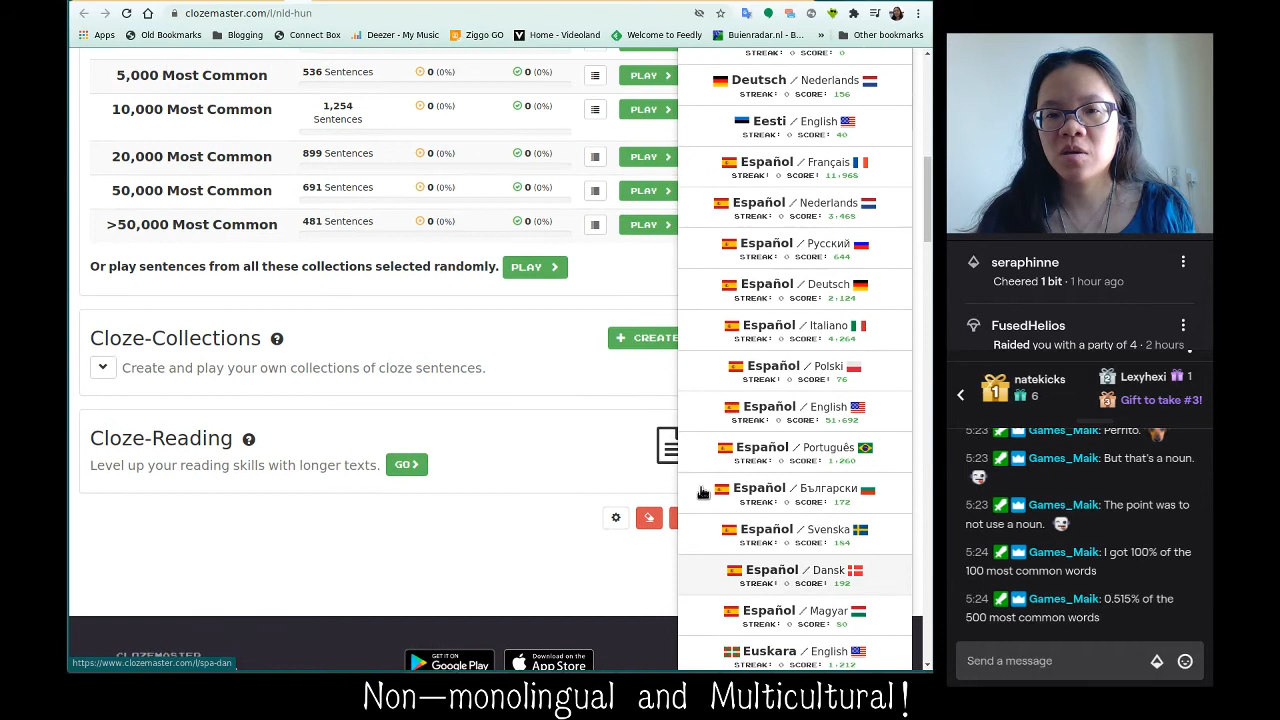 clozemaster.com/l/nld-hun
Apps Old Bookmarks Blogging Connect Box Deezer - My Music Ziggo GO Home - Videoland Welcome to Feedly Buienradar.nl - B... » Other bookmarks
5,000 Most Common 536 Sentences 0 (0%) 0 (0%) PLAY
10,000 Most Common 1,254 Sentences 0 (0%) 0 (0%) PLAY
20,000 Most Common 899 Sentences 0 (0%) 0 (0%) PLAY
50,000 Most Common 691 Sentences 0 (0%) 0 (0%) PLAY
>50,000 Most Common 481 Sentences 0 (0%) 0 (0%) PLAY
Or play sentences from all these collections selected randomly. PLAY
Cloze-Collections ? + CREATE
Create and play your own collections of cloze sentences.
Cloze-Reading ?
Level up your reading skills with longer texts. GO
GET IT ON Google Play
Download on the App Store
https://www.clozemaster.com/l/spa-dan
STREAK: 0 SCORE: 0
Deutsch / Nederlands
STREAK: 0 SCORE: 156
Eesti / English
STREAK: 0 SCORE: 40
Español / Français
STREAK: 0 SCORE: 11,968
Español / Nederlands
STREAK: 0 SCORE: 3,468
Español / Русский
STREAK: 0 SCORE: 644
Español / Deutsch
STREAK: 0 SCORE: 2,124
Español / Italiano
STREAK: 0 SCORE: 4,264
Español / Polski
STREAK: 0 SCORE: 76
Español / English
STREAK: 0 SCORE: 51,692
Español / Português
STREAK: 0 SCORE: 1,260
Español / Български
STREAK: 0 SCORE: 172
Español / Svenska
STREAK: 0 SCORE: 184
Español / Dansk
STREAK: 0 SCORE: 192
Español / Magyar
STREAK: 0 SCORE: 80
Euskara / English
STREAK: 0 SCORE: 1,212
seraphinne
Cheered 1 bit · 1 hour ago
FusedHelios
Raided you with a party of 4 · 2 hours
natekicks
6
Lexyhexi 1
Gift to take #3!
5:23 Games_Maik: Perrito.
5:23 Games_Maik: But that's a noun.
5:23 Games_Maik: The point was to
not use a noun.
5:24 Games_Maik: I got 100% of the
100 most common words
5:24 Games_Maik: 0.515% of the
500 most common words
Send a message
Non-monolingual and Multicultural!